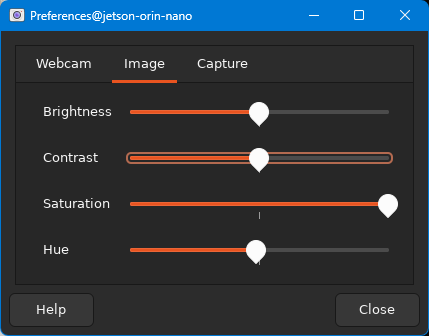 Preferences@jetson-orin-nano
Webcam Image Capture
Brightness
Contrast
Saturation
Hue
Help Close